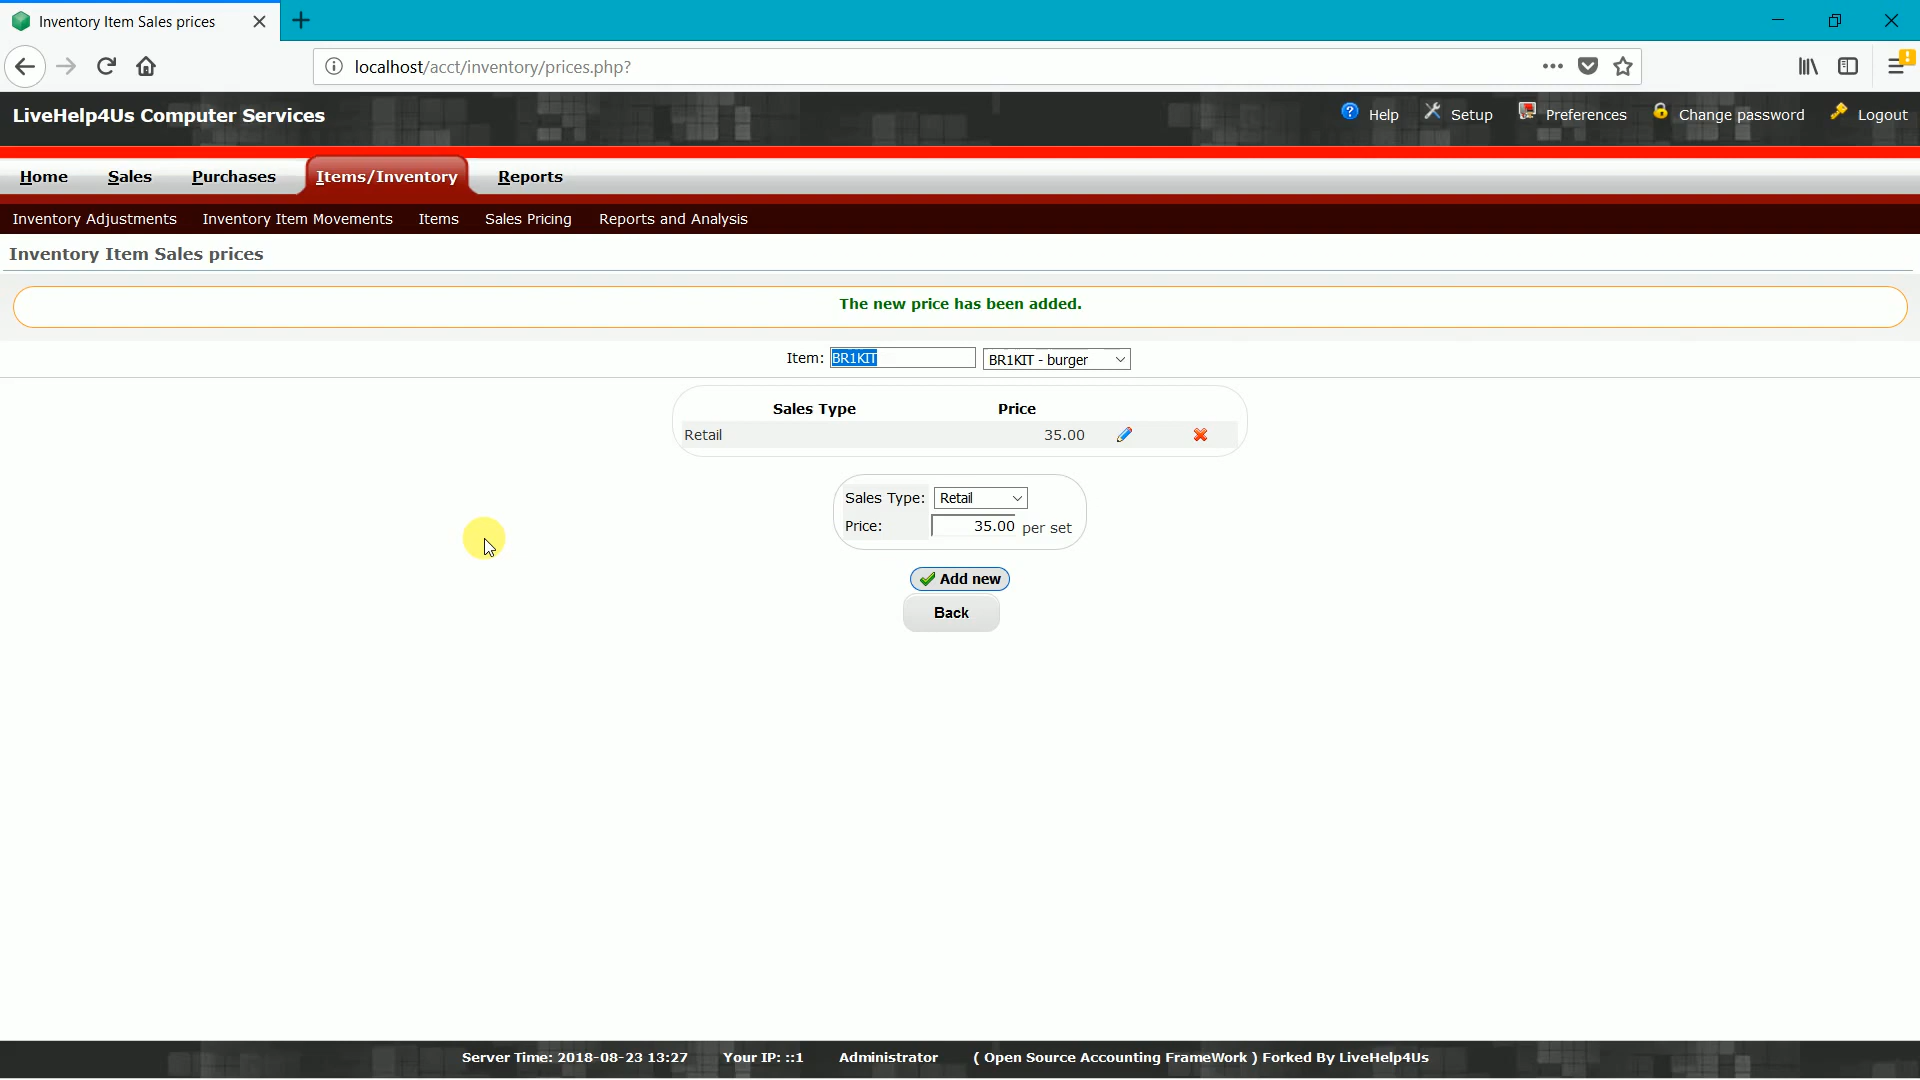 Inventory Item Sales prices
localhost/acct/inventory/prices.php?
LiveHelp4Us Computer Services
Help Setup Preferences Change password Logout
Home Sales Purchases Items/Inventory Reports
Inventory Adjustments Inventory Item Movements Items Sales Pricing Reports and Analysis
Inventory Item Sales prices
The new price has been added.
Item: BR1KIT BR1KIT - burger
Sales Type Price
Retail 35.00
Sales Type: Retail
Price: 35.00 per set
Add new
Back
Server Time: 2018-08-23 13:27 Your IP: ::1 Administrator ( Open Source Accounting FrameWork ) Forked By LiveHelp4Us